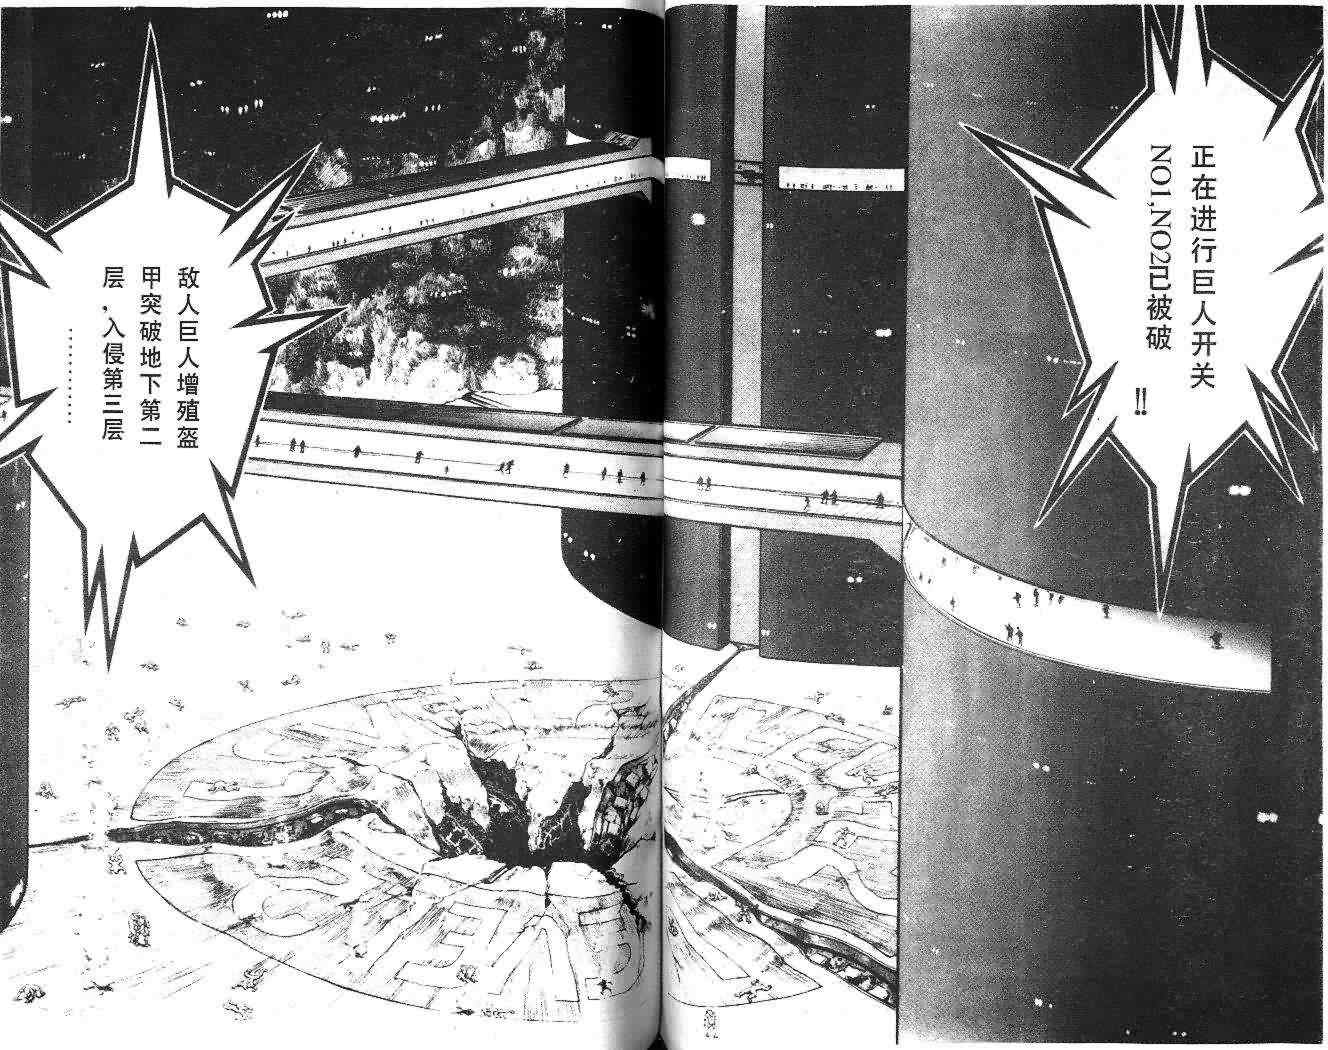 正在进行巨人开关
NO1,NO2已被破
!!
敌人巨人增殖盔
甲突破地下第二
层,入侵第三层
…………